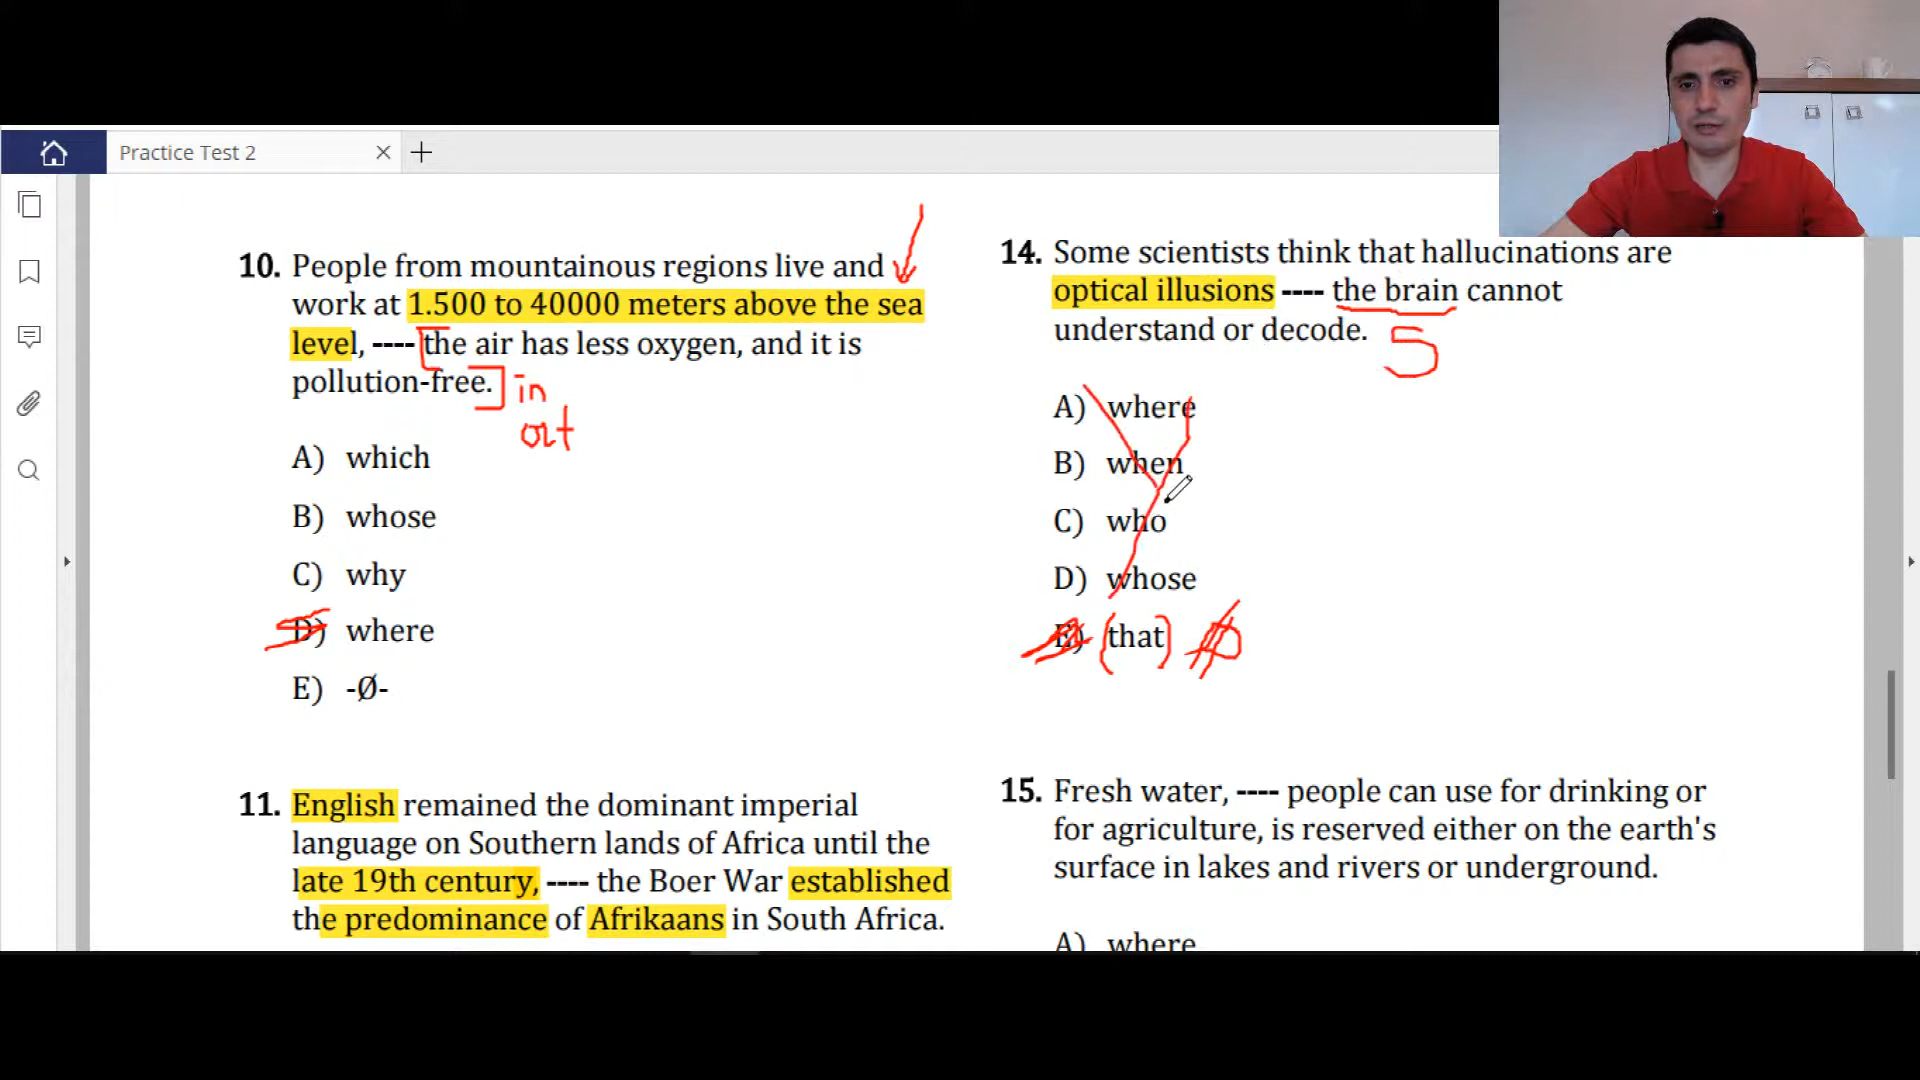 Practice Test 2
10. People from mountainous regions live and
work at 1.500 to 40000 meters above the sea
level, ---- the air has less oxygen, and it is
pollution-free.
in
out
A) which
B) whose
C) why
D) where
E) -Ø-
11. English remained the dominant imperial
language on Southern lands of Africa until the
late 19th century, ---- the Boer War established
the predominance of Afrikaans in South Africa.
14. Some scientists think that hallucinations are
optical illusions ---- the brain cannot
understand or decode.
5
A) where
B) when
C) who
D) whose
E) (that) Ø
15. Fresh water, ---- people can use for drinking or
for agriculture, is reserved either on the earth's
surface in lakes and rivers or underground.
A) where